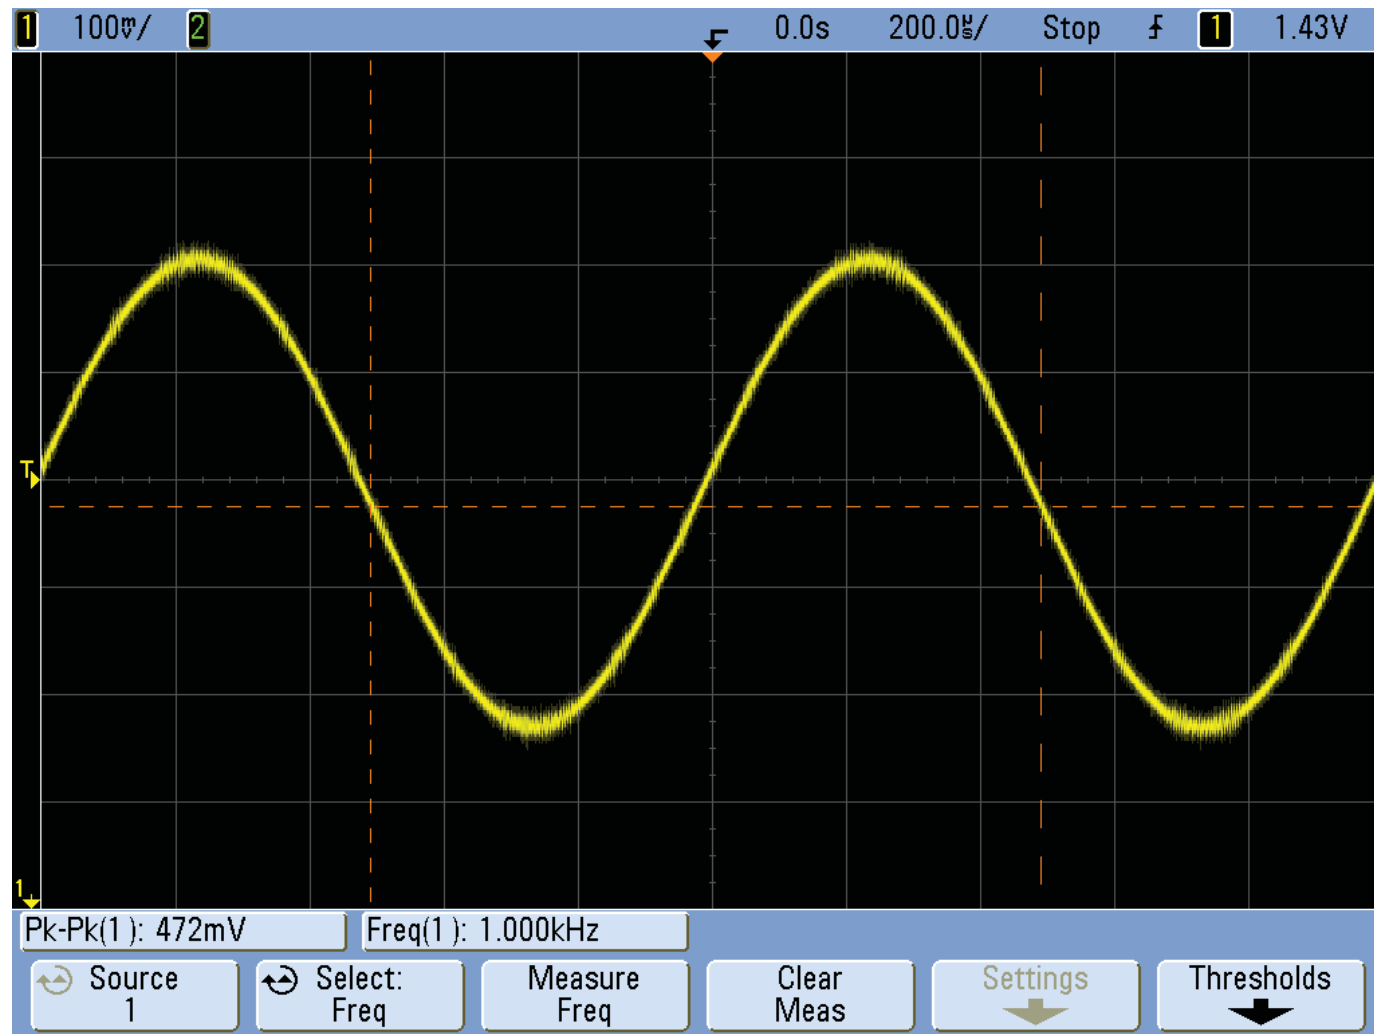 1 100mV/ 2 0.0s 200.0µs/ Stop 1 1.43V
T
1
Pk-Pk(1): 472mV Freq(1): 1.000kHz
Source Select: Measure Clear Settings Thresholds
1 Freq Freq Meas